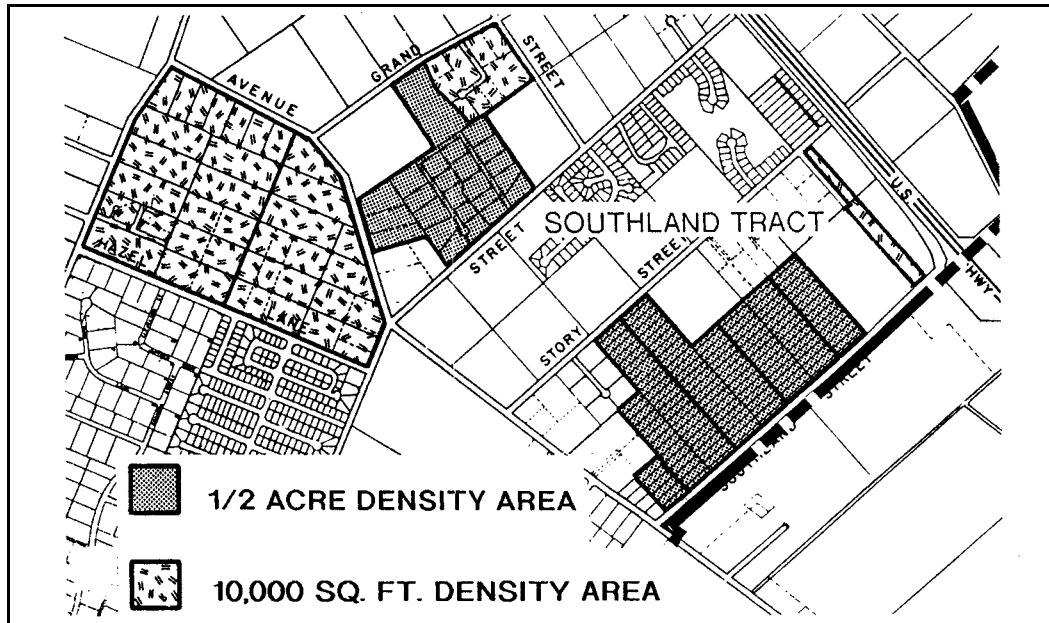 AVENUE
GRAND
STREET
U.S.
HWY
SOUTHLAND TRACT
STREET
STREET
HAZEL
LANE
STORY
STREET
SOUTHLAND
1/2 ACRE DENSITY AREA
10,000 SQ. FT. DENSITY AREA